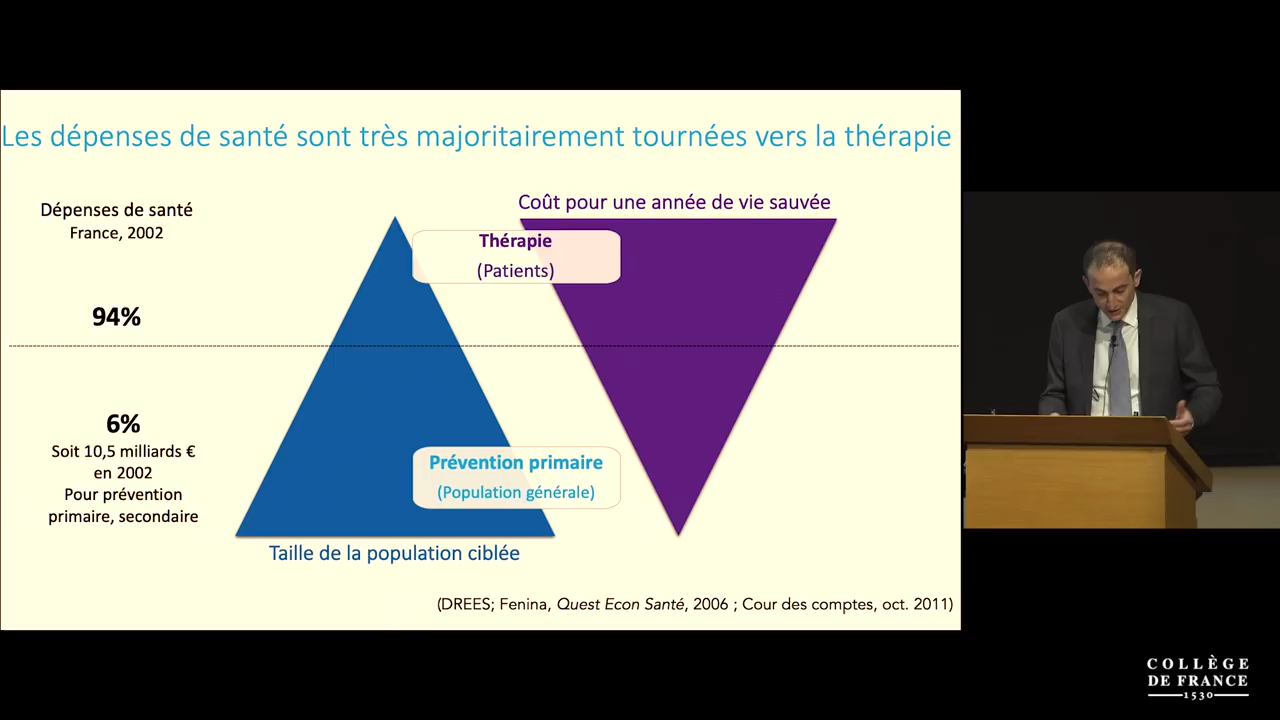 Les dépenses de santé sont très majoritairement tournées vers la thérapie
Dépenses de santé
France, 2002
94%
6%
Soit 10,5 milliards €
en 2002
Pour prévention
primaire, secondaire
Coût pour une année de vie sauvée
Thérapie
(Patients)
Prévention primaire
(Population générale)
Taille de la population ciblée
(DREES; Fenina, Quest Econ Santé, 2006 ; Cour des comptes, oct. 2011)
COLLÈGE
DE FRANCE
1530